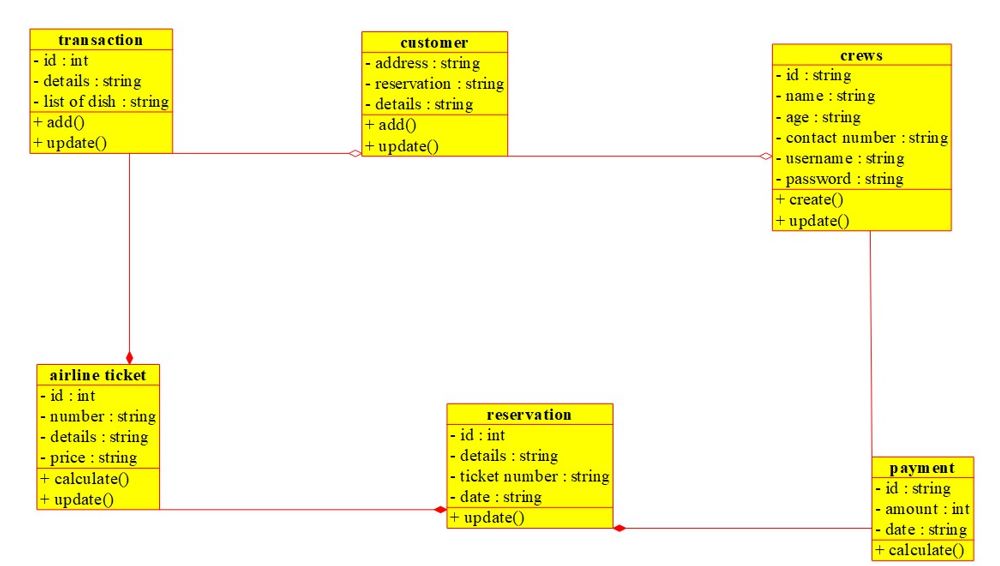 transaction
- id : int
- details : string
- list of dish : string
+ add()
+ update()
customer
- address : string
- reservation : string
- details : string
+ add()
+ update()
crews
- id : string
- name : string
- age : string
- contact number : string
- username : string
- password : string
+ create()
+ update()
airline ticket
- id : int
- number : string
- details : string
- price : string
+ calculate()
+ update()
reservation
- id : int
- details : string
- ticket number : string
- date : string
+ update()
payment
- id : string
- amount : int
- date : string
+ calculate()